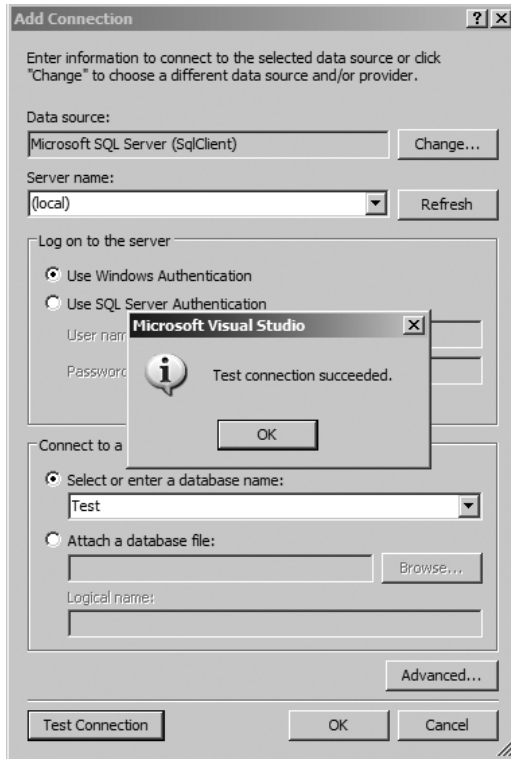 Add Connection
Enter information to connect to the selected data source or click
"Change" to choose a different data source and/or provider.
Data source:
Microsoft SQL Server (SqlClient)
Change...
Server name:
(local)
Refresh
Log on to the server
Use Windows Authentication
Use SQL Server Authentication
User nam
Microsoft Visual Studio
Password
Test connection succeeded.
OK
Connect to a
Select or enter a database name:
Test
Attach a database file:
Browse...
Logical name:
Advanced...
Test Connection
OK
Cancel